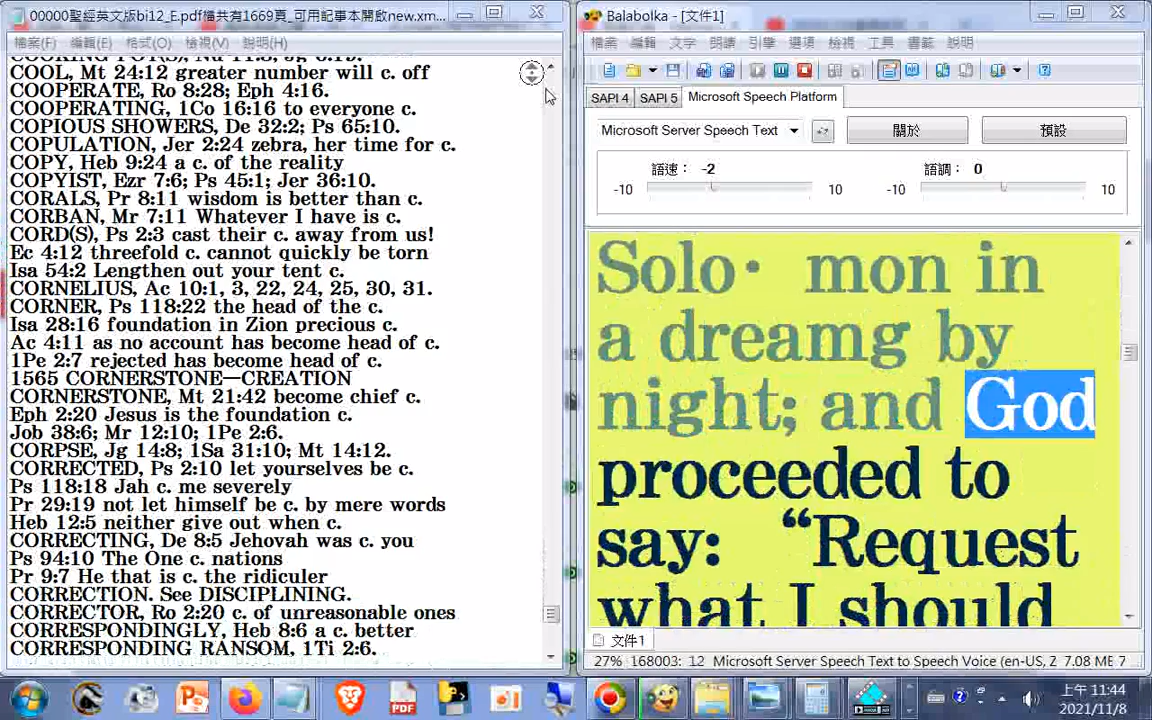 00000聖經英文版bi12_E.pdf檔共有1669頁_可用記事本開啟new.xm...
檔案(F) 編輯(E) 格式(O) 檢視(V) 說明(H)
COOKING POT(S), Nu 11:8; Jg 6:19.
COOL, Mt 24:12 greater number will c. off
COOPERATE, Ro 8:28; Eph 4:16.
COOPERATING, 1Co 16:16 to everyone c.
COPIOUS SHOWERS, De 32:2; Ps 65:10.
COPULATION, Jer 2:24 zebra, her time for c.
COPY, Heb 9:24 a c. of the reality
COPYIST, Ezr 7:6; Ps 45:1; Jer 36:10.
CORALS, Pr 8:11 wisdom is better than c.
CORBAN, Mr 7:11 Whatever I have is c.
CORD(S), Ps 2:3 cast their c. away from us!
Ec 4:12 threefold c. cannot quickly be torn
Isa 54:2 Lengthen out your tent c.
CORNELIUS, Ac 10:1, 3, 22, 24, 25, 30, 31.
CORNER, Ps 118:22 the head of the c.
Isa 28:16 foundation in Zion precious c.
Ac 4:11 as no account has become head of c.
1Pe 2:7 rejected has become head of c.
1565 CORNERSTONE—CREATION
CORNERSTONE, Mt 21:42 become chief c.
Eph 2:20 Jesus is the foundation c.
Job 38:6; Mr 12:10; 1Pe 2:6.
CORPSE, Jg 14:8; 1Sa 31:10; Mt 14:12.
CORRECTED, Ps 2:10 let yourselves be c.
Ps 118:18 Jah c. me severely
Pr 29:19 not let himself be c. by mere words
Heb 12:5 neither give out when c.
CORRECTING, De 8:5 Jehovah was c. you
Ps 94:10 The One c. nations
Pr 9:7 He that is c. the ridiculer
CORRECTION. See DISCIPLINING.
CORRECTOR, Ro 2:20 c. of unreasonable ones
CORRESPONDINGLY, Heb 8:6 a c. better
CORRESPONDING RANSOM, 1Ti 2:6.
Balabolka - [文件1]
檔案 編輯 文字 朗讀 引擎 選項 檢視 工具 書籤 說明
SAPI 4 SAPI 5 Microsoft Speech Platform
Microsoft Server Speech Text 關於 預設
語速： -2 語調： 0
-10 10 -10 10
Solo· mon in
a dreamg by
night; and God
proceeded to
say: “Request
what I should
文件1
27% 168003: 12 Microsoft Server Speech Text to Speech Voice (en-US, 2 7.08 MB 7
PDF
上午 11:44
2021/11/8